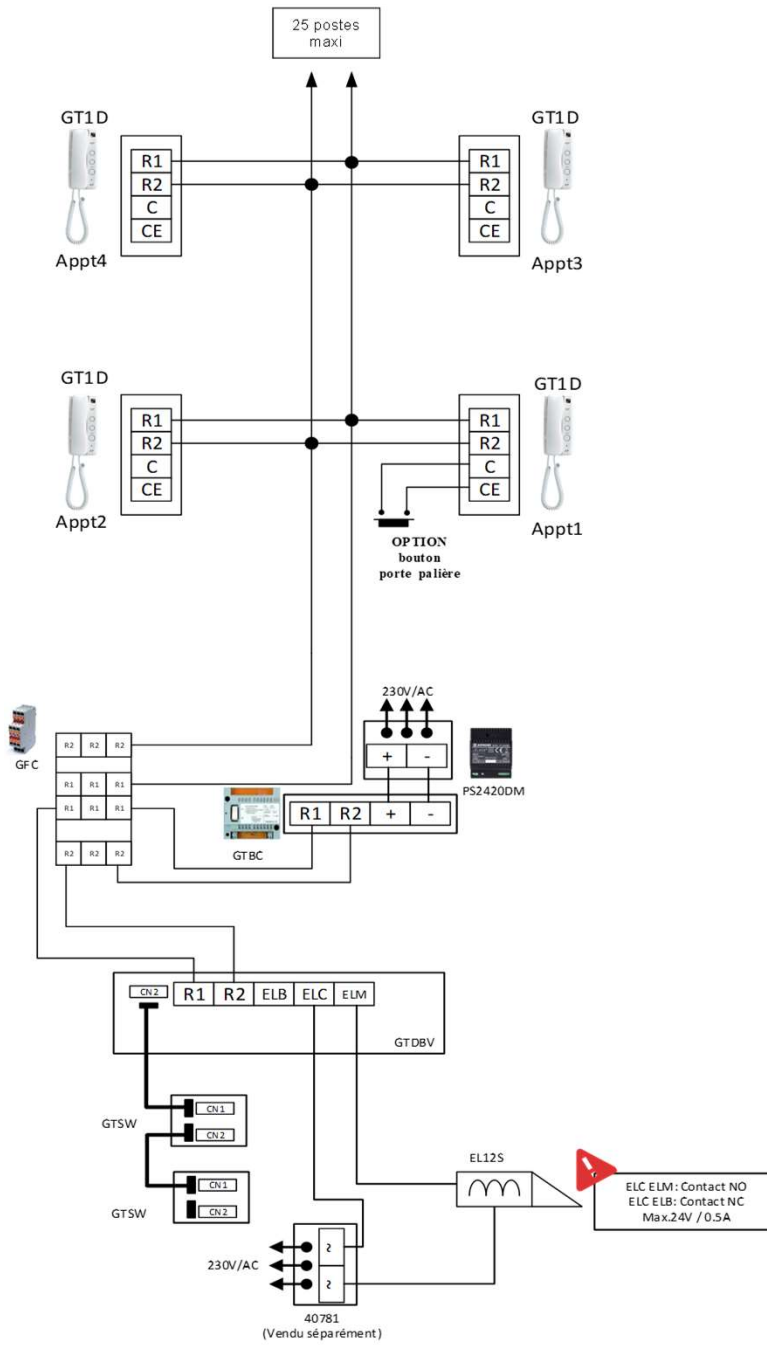 25 postes
maxi
GT1D
GT1D
R1
R2
C
CE
R1
R2
C
CE
Appt4
Appt3
GT1D
GT1D
R1
R2
C
CE
R1
R2
C
CE
Appt2
Appt1
OPTION
bouton
porte palière
230V/AC
GFC
R2 R2 R2
R1 R1 R1
R1 R1 R1
R2 R2 R2
+ -
PS2420DM
R1 R2 + -
GTBC
CN2 R1 R2 ELB ELC ELM
GTDBV
GTSW
CN1
CN2
GTSW
CN1
CN2
EL12S
ELC ELM: Contact NO
ELC ELB: Contact NC
Max.24V / 0.5A
230V/AC
~
~
40781
(Vendu séparément)